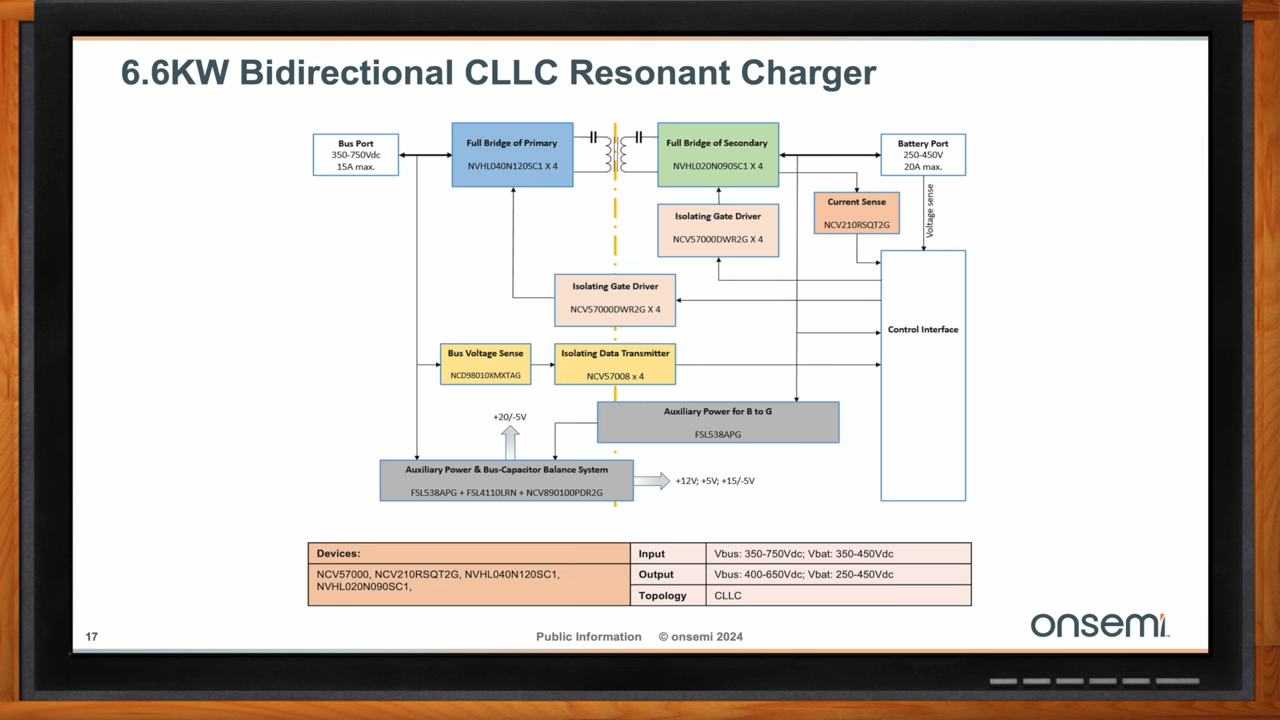 6.6KW Bidirectional CLLC Resonant Charger
Bus Port
350-750Vdc
15A max.
Full Bridge of Primary
NVHL040N120SC1 X 4
Full Bridge of Secondary
NVHL020N090SC1 X 4
Battery Port
250-450V
20A max.
Voltage sense
Current Sense
NCV210RSQT2G
Isolating Gate Driver
NCV57000DWR2G X 4
Isolating Gate Driver
NCV57000DWR2G X 4
Control Interface
Bus Voltage Sense
NCD98010XMXTAG
Isolating Data Transmitter
NCV57008 x 4
Auxiliary Power for B to G
FSL538APG
+20/-5V
Auxiliary Power & Bus-Capacitor Balance System
FSL538APG + FSL4110LRN + NCV890100PDR2G
+12V; +5V; +15/-5V
Devices:
NCV57000, NCV210RSQT2G, NVHL040N120SC1,
NVHL020N090SC1,
Input
Vbus: 350-750Vdc; Vbat: 350-450Vdc
Output
Vbus: 400-650Vdc; Vbat: 250-450Vdc
Topology
CLLC
17
Public Information © onsemi 2024
onsemi